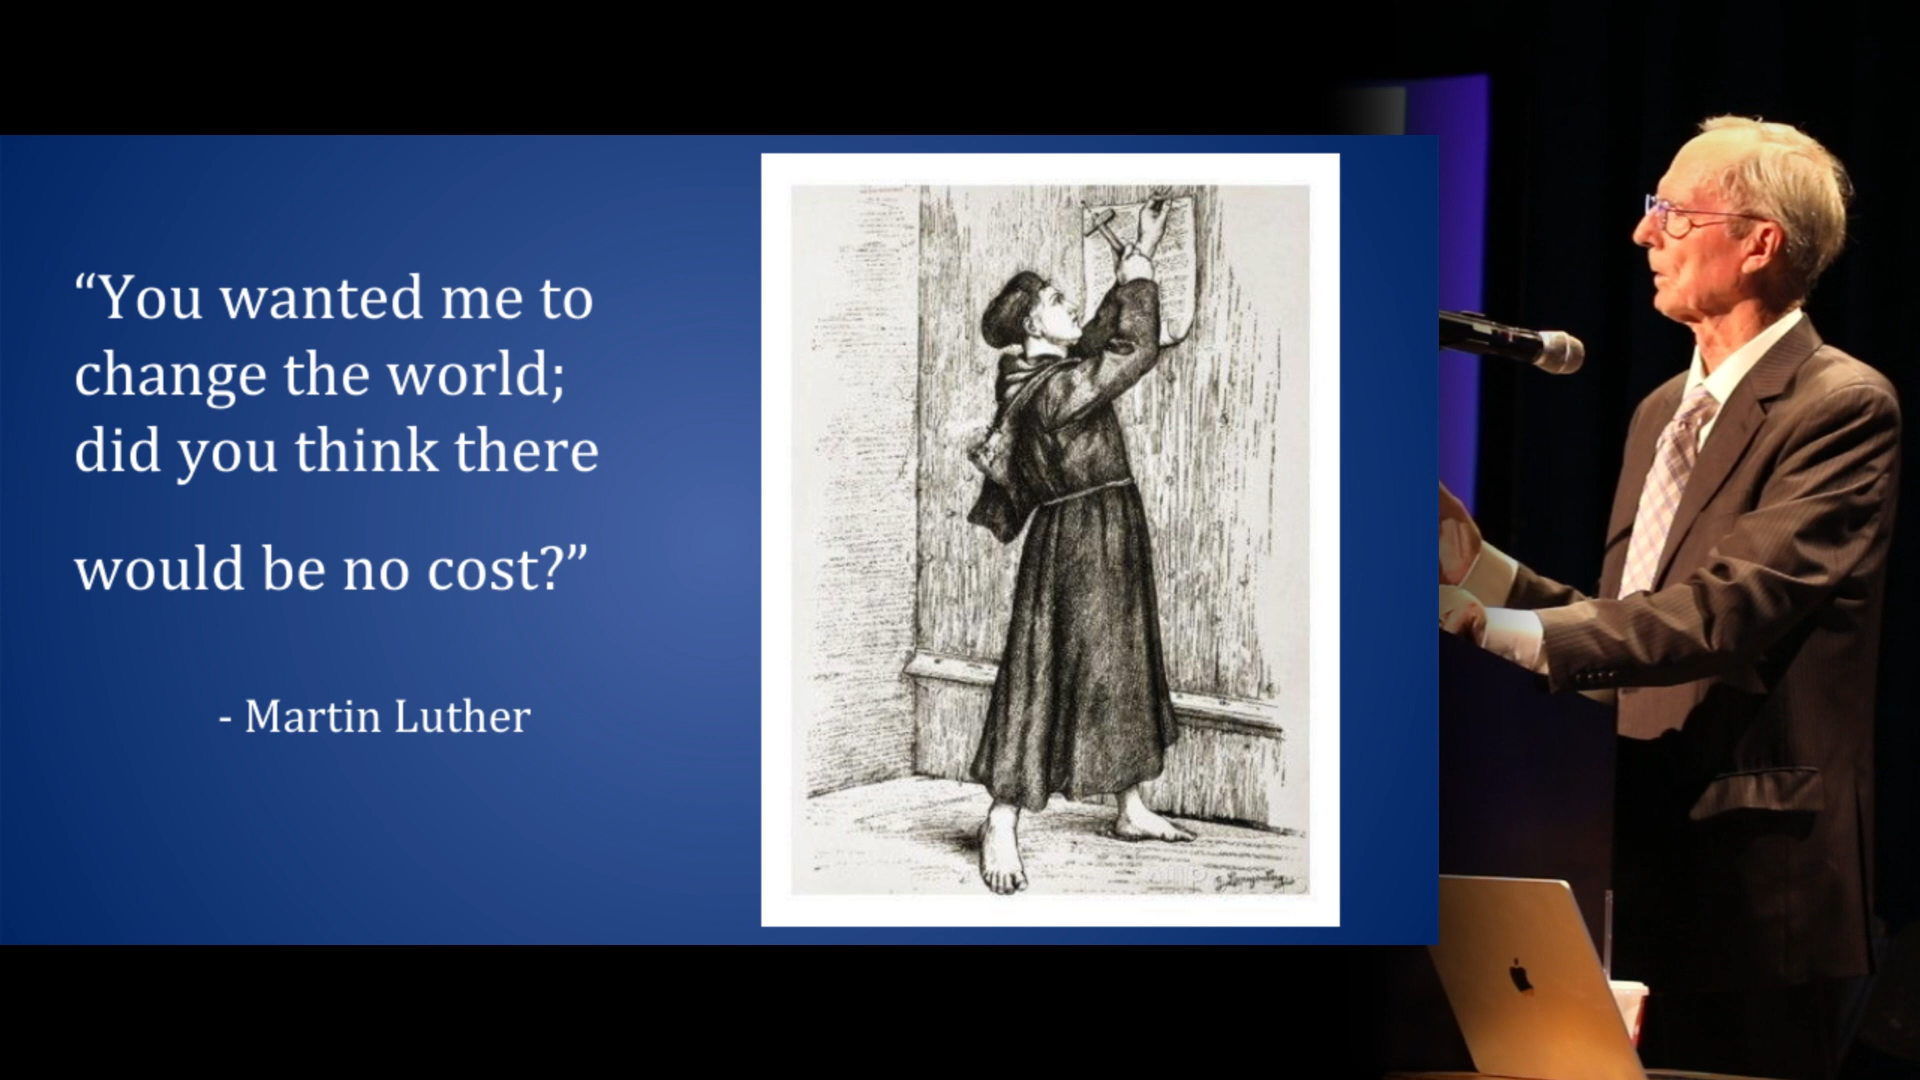 “You wanted me to
change the world;
did you think there
would be no cost?”
- Martin Luther